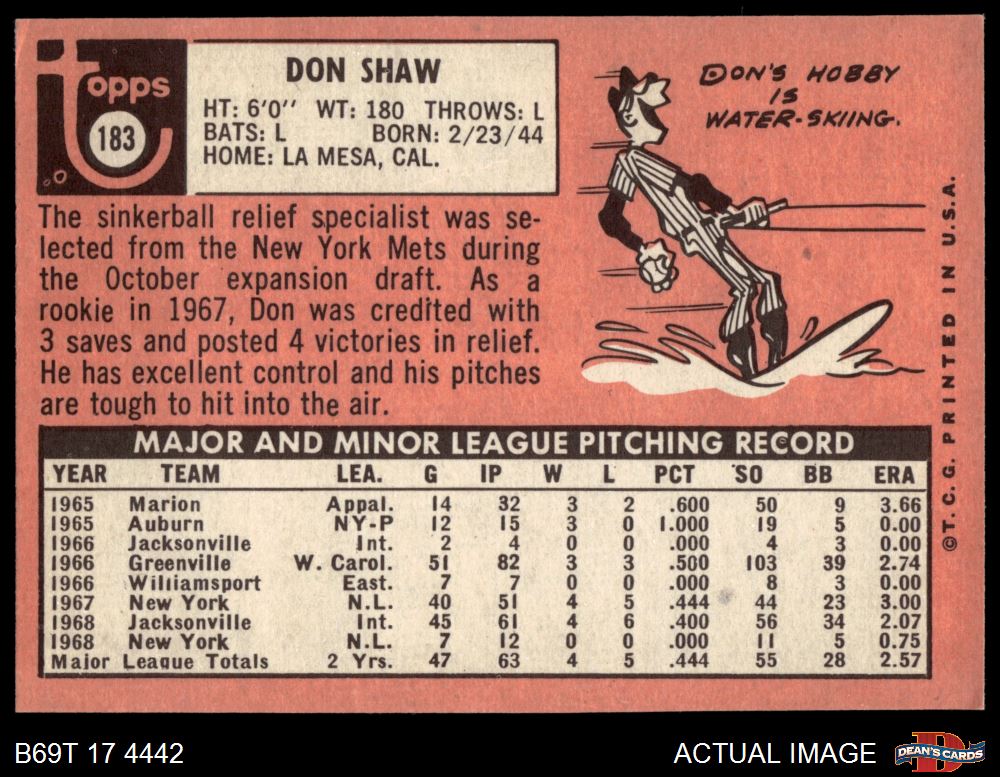 Topps
183
DON SHAW
HT: 6'0" WT: 180 THROWS: L
BATS: L BORN: 2/23/44
HOME: LA MESA, CAL.
DON'S HOBBY
IS
WATER-SKIING.
The sinkerball relief specialist was se-
lected from the New York Mets during
the October expansion draft. As a
rookie in 1967, Don was credited with
3 saves and posted 4 victories in relief.
He has excellent control and his pitches
are tough to hit into the air.
MAJOR AND MINOR LEAGUE PITCHING RECORD
YEAR TEAM LEA. G IP W L PCT SO BB ERA
1965 Marion Appal. 14 32 3 2 .600 50 9 3.66
1965 Auburn NY-P 12 15 3 0 1.000 19 5 0.00
1966 Jacksonville Int. 2 4 0 0 .000 4 3 0.00
1966 Greenville W. Carol. 51 82 3 3 .500 103 39 2.74
1966 Williamsport East. 7 7 0 0 .000 8 3 0.00
1967 New York N.L. 40 51 4 5 .444 44 23 3.00
1968 Jacksonville Int. 45 61 4 6 .400 56 34 2.07
1968 New York N.L. 7 12 0 0 .000 11 5 0.75
Major League Totals 2 Yrs. 47 63 4 5 .444 55 28 2.57
©T.C.G. PRINTED IN U.S.A.
B69T 17 4442
ACTUAL IMAGE
D
DEAN'S CARDS